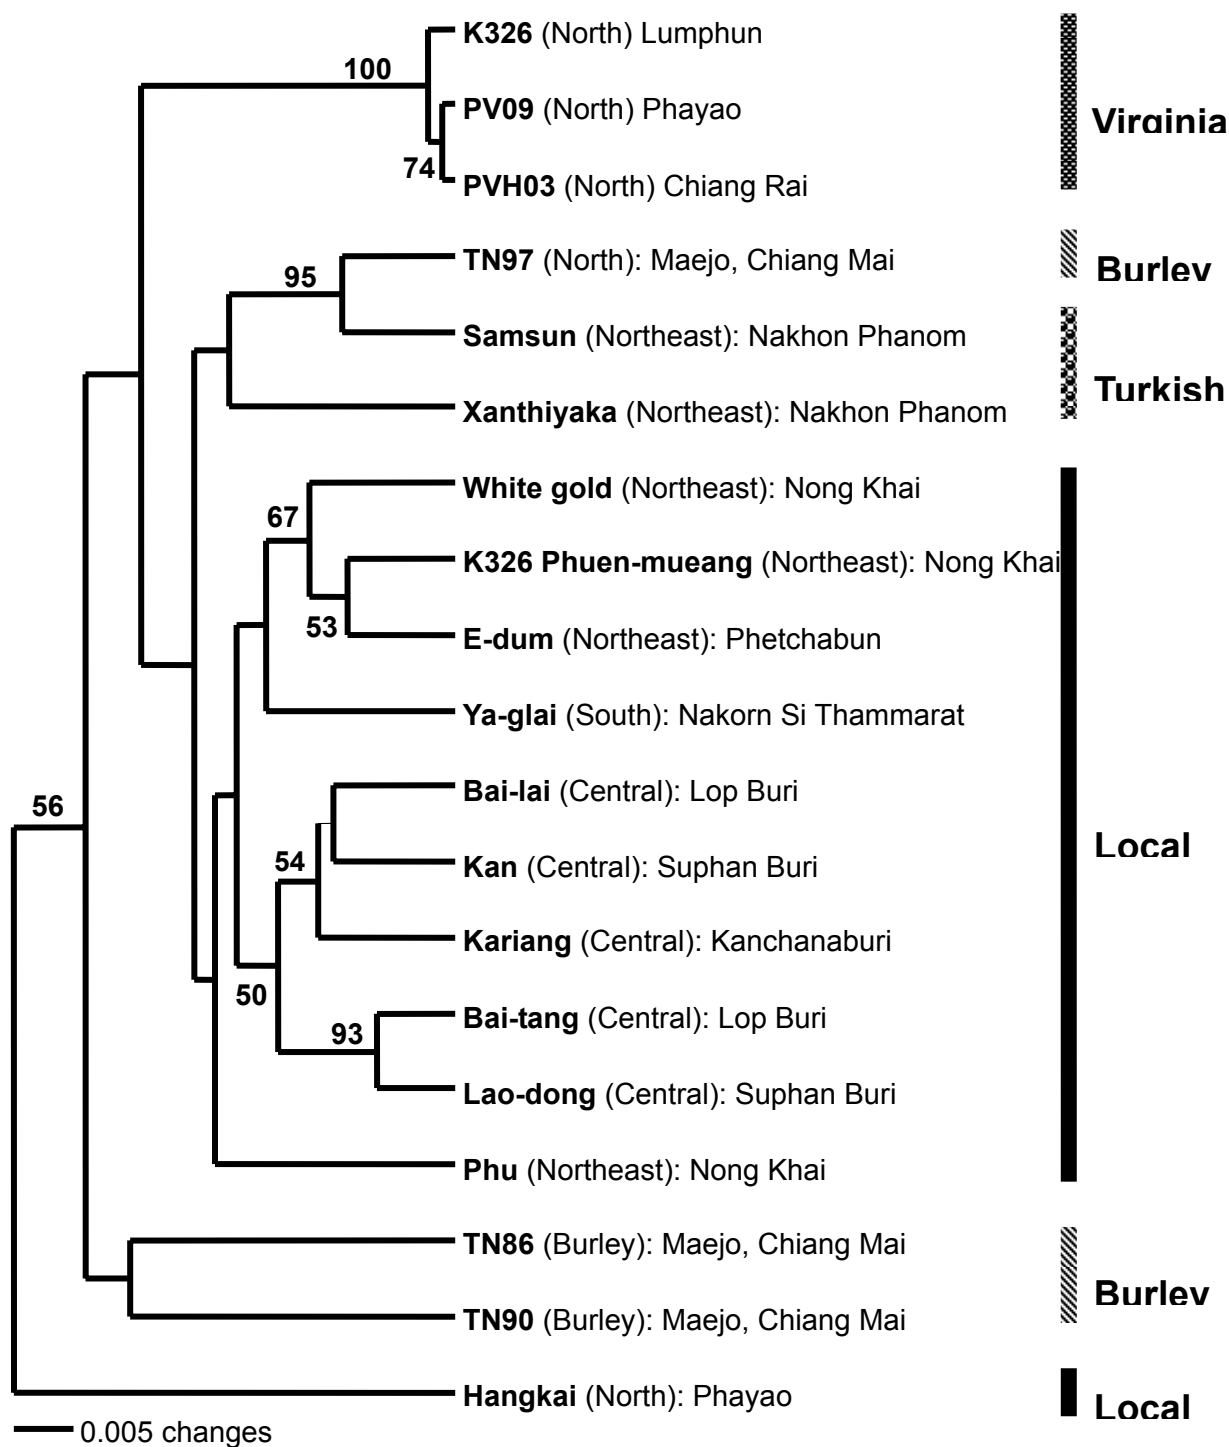 K326 (North) Lumphun
100
PV09 (North) Phayao
Virginia
74
PVH03 (North) Chiang Rai
TN97 (North): Maejo, Chiang Mai
Burley
95
Samsun (Northeast): Nakhon Phanom
Turkish
Xanthiyaka (Northeast): Nakhon Phanom
White gold (Northeast): Nong Khai
67
K326 Phuen-mueang (Northeast): Nong Khai
53
E-dum (Northeast): Phetchabun
Ya-glai (South): Nakorn Si Thammarat
Bai-lai (Central): Lop Buri
56
Local
54
Kan (Central): Suphan Buri
Kariang (Central): Kanchanaburi
50
Bai-tang (Central): Lop Buri
93
Lao-dong (Central): Suphan Buri
Phu (Northeast): Nong Khai
TN86 (Burley): Maejo, Chiang Mai
Burley
TN90 (Burley): Maejo, Chiang Mai
Hangkai (North): Phayao
Local
0.005 changes